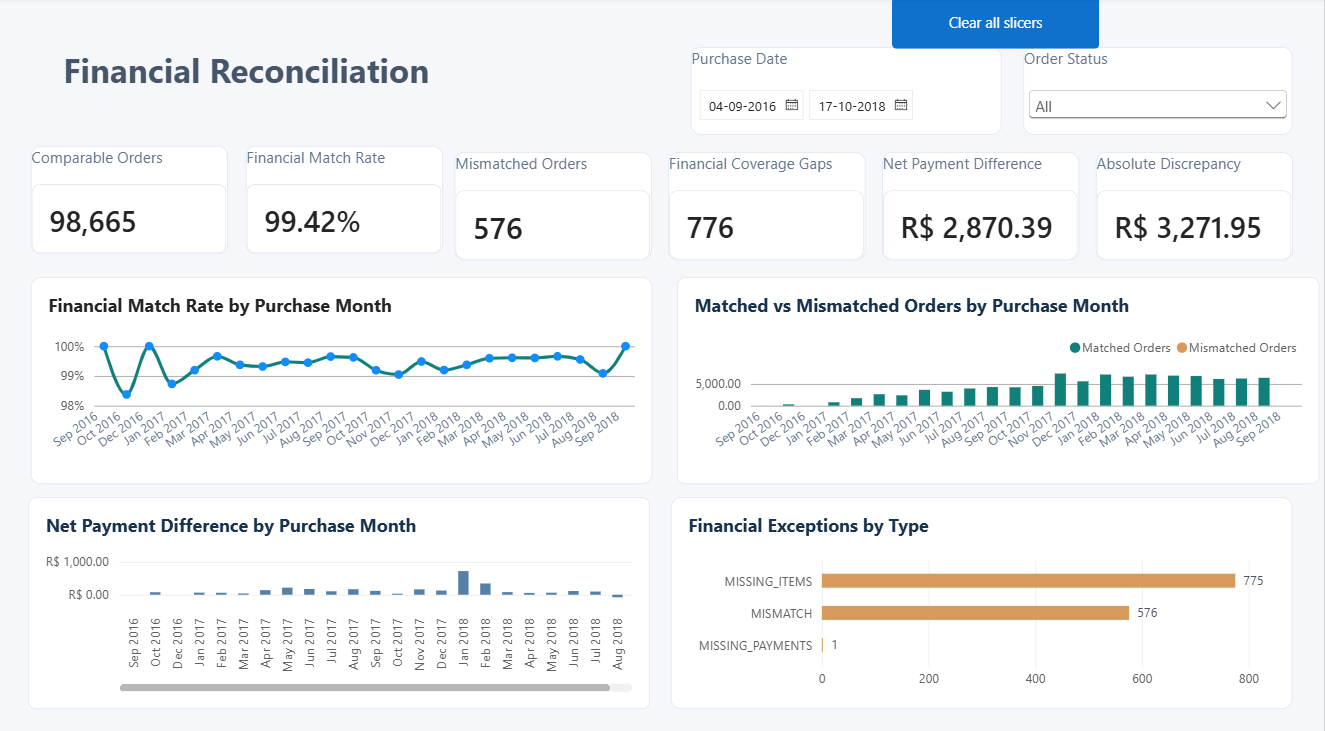 Clear all slicers
Financial Reconciliation
Purchase Date
Order Status
04-09-2016
17-10-2018
All
Comparable Orders
Financial Match Rate
Mismatched Orders
Financial Coverage Gaps
Net Payment Difference
Absolute Discrepancy
98,665
99.42%
576
776
R$ 2,870.39
R$ 3,271.95
Financial Match Rate by Purchase Month
100%
99%
98%
Sep 2016
Oct 2016
Dec 2016
Jan 2017
Feb 2017
Mar 2017
Apr 2017
May 2017
Jun 2017
Jul 2017
Aug 2017
Sep 2017
Oct 2017
Nov 2017
Dec 2017
Jan 2018
Feb 2018
Mar 2018
Apr 2018
May 2018
Jun 2018
Jul 2018
Aug 2018
Sep 2018
Matched vs Mismatched Orders by Purchase Month
Matched Orders
Mismatched Orders
5,000.00
0.00
Sep 2016
Oct 2016
Dec 2016
Jan 2017
Feb 2017
Mar 2017
Apr 2017
May 2017
Jun 2017
Jul 2017
Aug 2017
Sep 2017
Oct 2017
Nov 2017
Dec 2017
Jan 2018
Feb 2018
Mar 2018
Apr 2018
May 2018
Jun 2018
Jul 2018
Aug 2018
Sep 2018
Net Payment Difference by Purchase Month
R$ 1,000.00
R$ 0.00
Sep 2016
Oct 2016
Dec 2016
Jan 2017
Feb 2017
Mar 2017
Apr 2017
May 2017
Jun 2017
Jul 2017
Aug 2017
Sep 2017
Oct 2017
Nov 2017
Dec 2017
Jan 2018
Feb 2018
Mar 2018
Apr 2018
May 2018
Jun 2018
Jul 2018
Aug 2018
Financial Exceptions by Type
MISSING_ITEMS
775
MISMATCH
576
MISSING_PAYMENTS
1
0
200
400
600
800